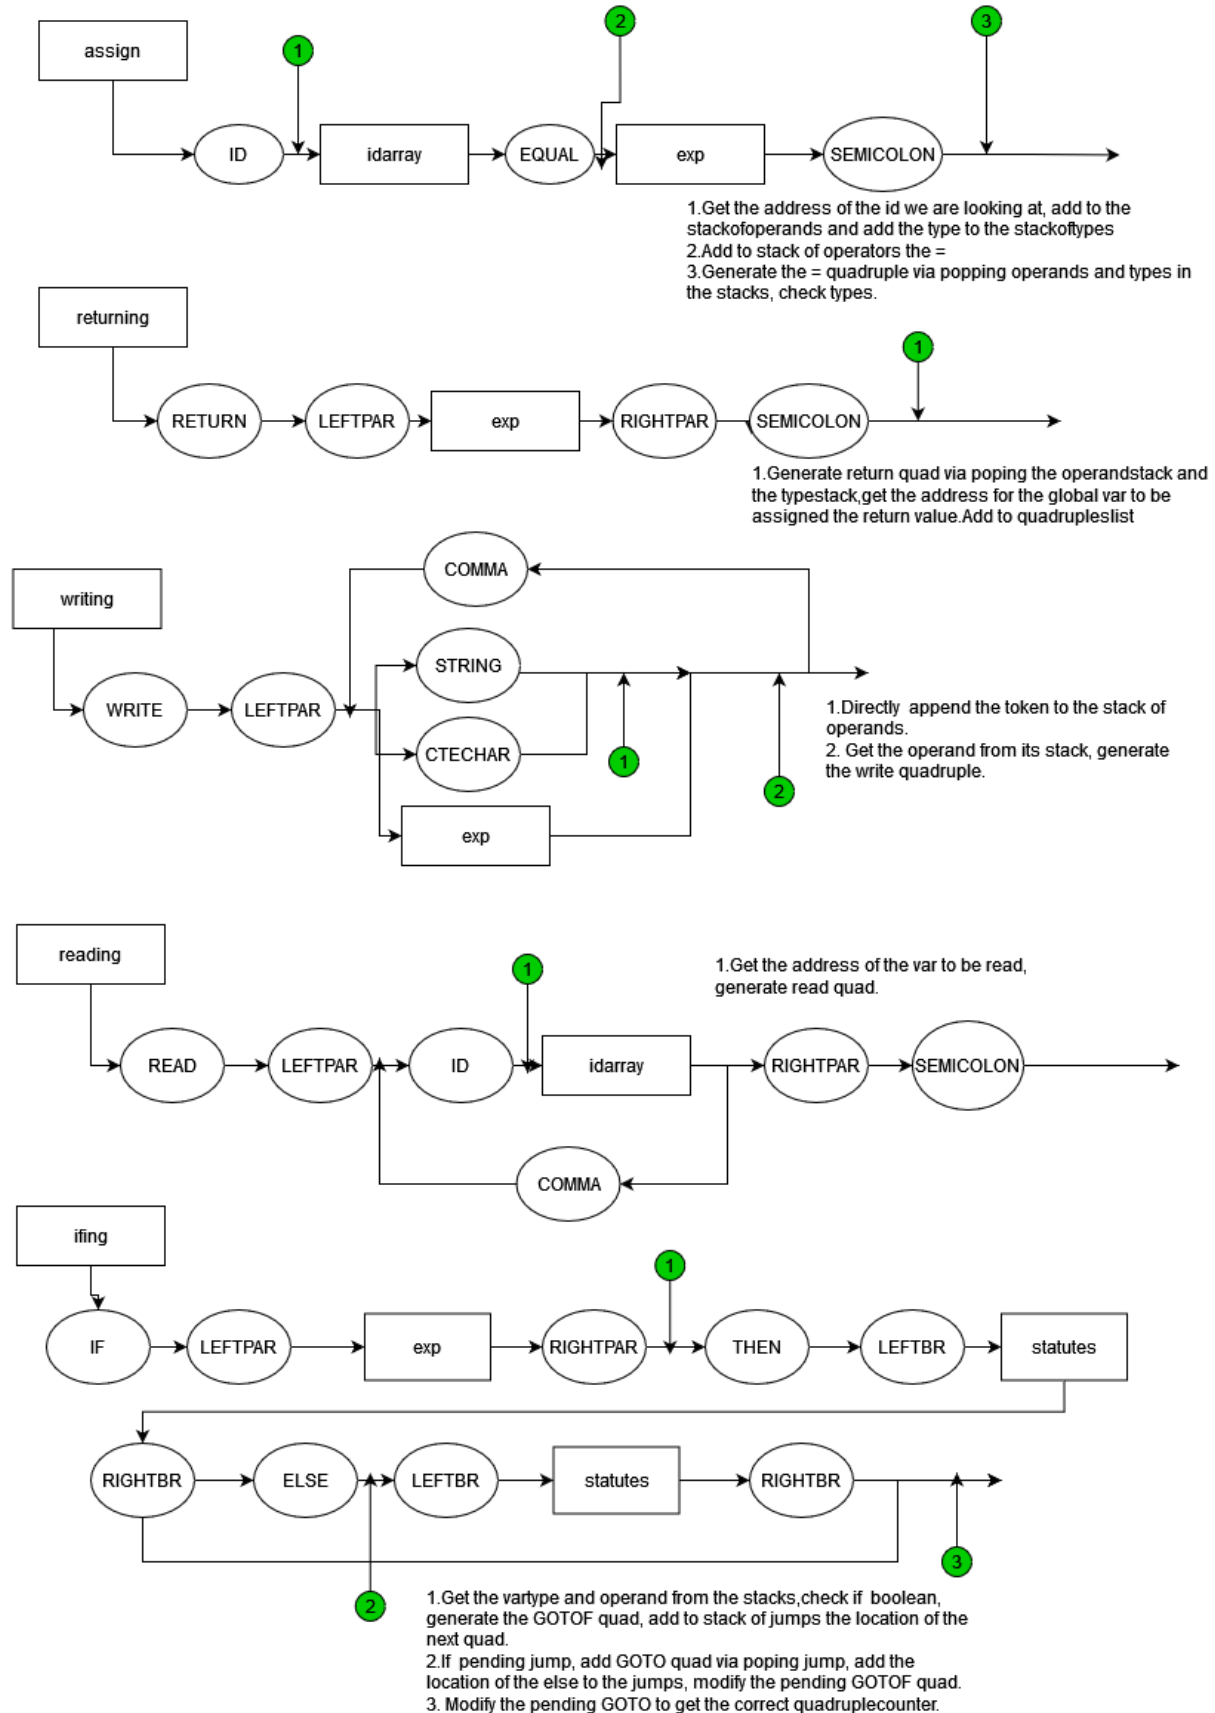 2
3
assign
1
ID
idarray
EQUAL
exp
SEMICOLON
1.Get the address of the id we are looking at, add to the
stackofoperands and add the type to the stackoftypes
2.Add to stack of operators the =
3.Generate the = quadruple via popping operands and types in
the stacks, check types.
returning
1
RETURN
LEFTPAR
exp
RIGHTPAR
SEMICOLON
1.Generate return quad via poping the operandstack and
the typestack,get the address for the global var to be
assigned the return value.Add to quadrupleslist
COMMA
writing
STRING
WRITE
LEFTPAR
1.Directly append the token to the stack of
operands.
2. Get the operand from its stack, generate
the write quadruple.
CTECHAR
1
2
exp
reading
1
1.Get the address of the var to be read,
generate read quad.
READ
LEFTPAR
ID
idarray
RIGHTPAR
SEMICOLON
COMMA
ifing
1
IF
LEFTPAR
exp
RIGHTPAR
THEN
LEFTBR
statutes
RIGHTBR
ELSE
LEFTBR
statutes
RIGHTBR
3
2
1.Get the vartype and operand from the stacks,check if boolean,
generate the GOTOF quad, add to stack of jumps the location of the
next quad.
2.If pending jump, add GOTO quad via poping jump, add the
location of the else to the jumps, modify the pending GOTOF quad.
3. Modify the pending GOTO to get the correct quadruplecounter.